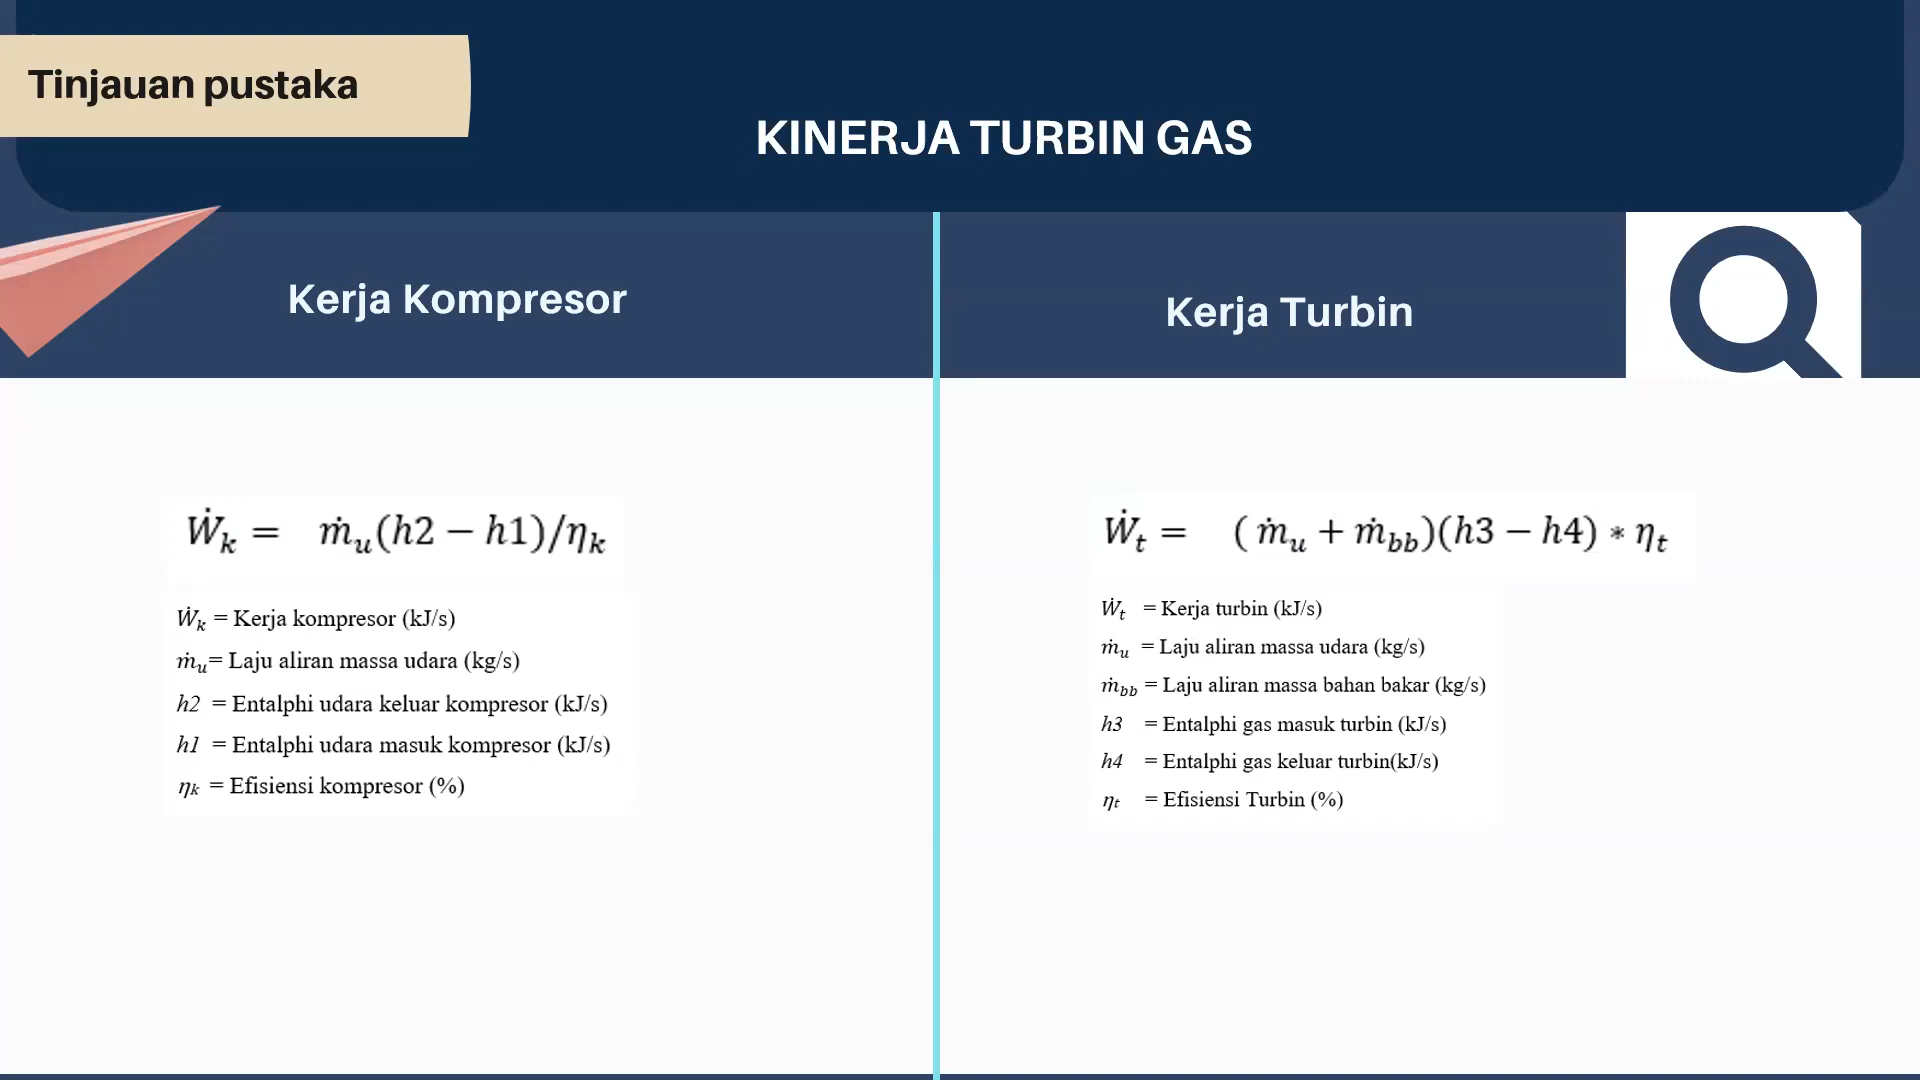 Tinjauan pustaka
KINERJA TURBIN GAS
Kerja Kompresor
Ẇₖ = ṁᵤ(h2 − h1)/ηₖ
Ẇₖ = Kerja kompresor (kJ/s)
ṁᵤ= Laju aliran massa udara (kg/s)
h2 = Entalphi udara keluar kompresor (kJ/s)
h1 = Entalphi udara masuk kompresor (kJ/s)
ηk = Efisiensi kompresor (%)
Kerja Turbin
Ẇₜ = ( ṁᵤ + ṁ_bb)(h3 − h4) * ηₜ
Ẇₜ = Kerja turbin (kJ/s)
ṁᵤ = Laju aliran massa udara (kg/s)
ṁ_bb = Laju aliran massa bahan bakar (kg/s)
h3 = Entalphi gas masuk turbin (kJ/s)
h4 = Entalphi gas keluar turbin(kJ/s)
ηt = Efisiensi Turbin (%)